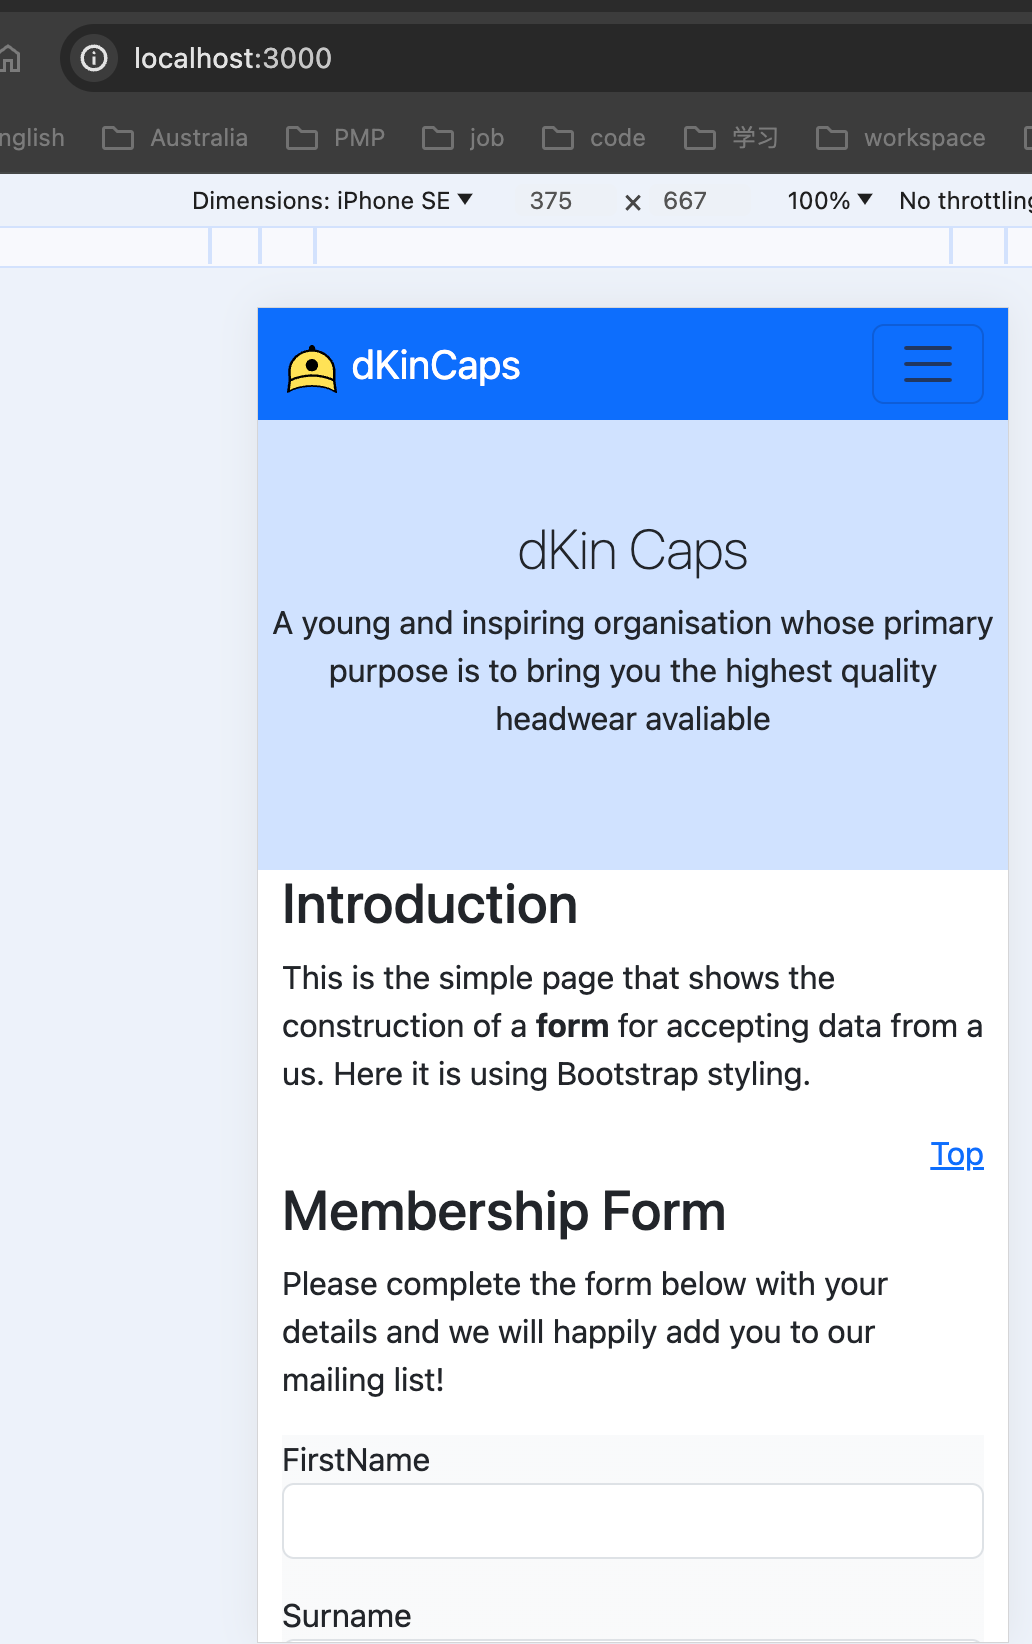 localhost:3000
nglish Australia PMP job code 学习 workspace
Dimensions: iPhone SE 375 × 667 100% No throttling
dKinCaps
dKin Caps
A young and inspiring organisation whose primary
purpose is to bring you the highest quality
headwear avaliable
Introduction
This is the simple page that shows the
construction of a form for accepting data from a
us. Here it is using Bootstrap styling.
Top
Membership Form
Please complete the form below with your
details and we will happily add you to our
mailing list!
FirstName
Surname